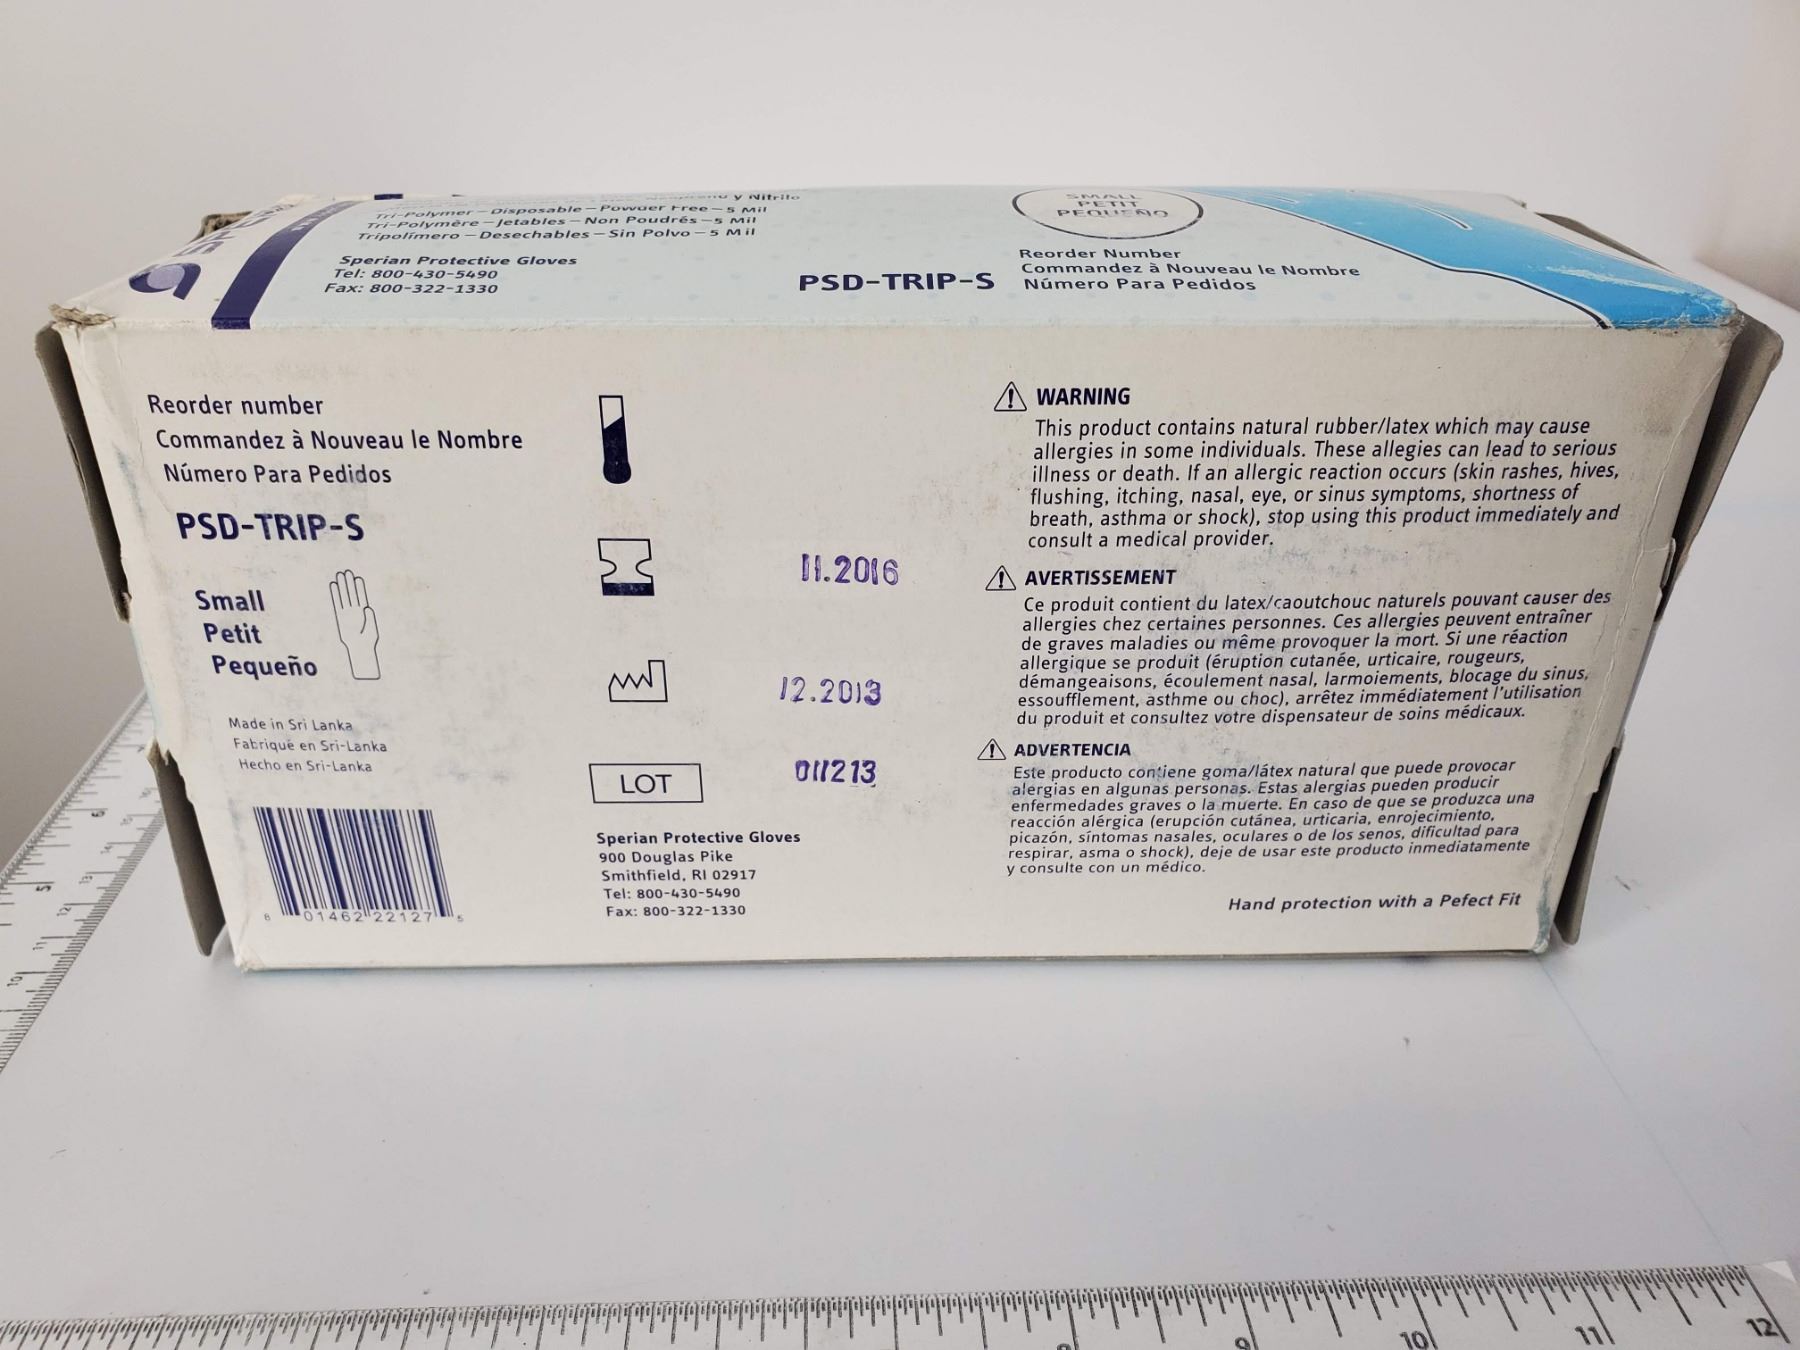 y Nitrilo
Tri-Polymer – Disposable – Powder Free – 5 Mil
Tri-Polymère – Jetables – Non Poudrés – 5 Mil
Tripolímero – Desechables – Sin Polvo – 5 Mil
Sperian Protective Gloves
Tel: 800-430-5490
Fax: 800-322-1330
SMALL
PETIT
PEQUEÑO
PSD-TRIP-S
Reorder Number
Commandez à Nouveau le Nombre
Número Para Pedidos
Reorder number
Commandez à Nouveau le Nombre
Número Para Pedidos
PSD-TRIP-S
Small
Petit
Pequeño
Made in Sri Lanka
Fabriqué en Sri-Lanka
Hecho en Sri-Lanka
6 01462 22127 5
11.2016
12.2013
LOT
011213
Sperian Protective Gloves
900 Douglas Pike
Smithfield, RI 02917
Tel: 800-430-5490
Fax: 800-322-1330
WARNING
This product contains natural rubber/latex which may cause
allergies in some individuals. These allegies can lead to serious
illness or death. If an allergic reaction occurs (skin rashes, hives,
flushing, itching, nasal, eye, or sinus symptoms, shortness of
breath, asthma or shock), stop using this product immediately and
consult a medical provider.
AVERTISSEMENT
Ce produit contient du latex/caoutchouc naturels pouvant causer des
allergies chez certaines personnes. Ces allergies peuvent entraîner
de graves maladies ou même provoquer la mort. Si une réaction
allergique se produit (éruption cutanée, urticaire, rougeurs,
démangeaisons, écoulement nasal, larmoiements, blocage du sinus,
essoufflement, asthme ou choc), arrêtez immédiatement l'utilisation
du produit et consultez votre dispensateur de soins médicaux.
ADVERTENCIA
Este producto contiene goma/látex natural que puede provocar
alergias en algunas personas. Estas alergias pueden producir
enfermedades graves o la muerte. En caso de que se produzca una
reacción alérgica (erupción cutánea, urticaria, enrojecimiento,
picazón, síntomas nasales, oculares o de los senos, dificultad para
respirar, asma o shock), deje de usar este producto inmediatamente
y consulte con un médico.
Hand protection with a Pefect Fit
9 10 11 12